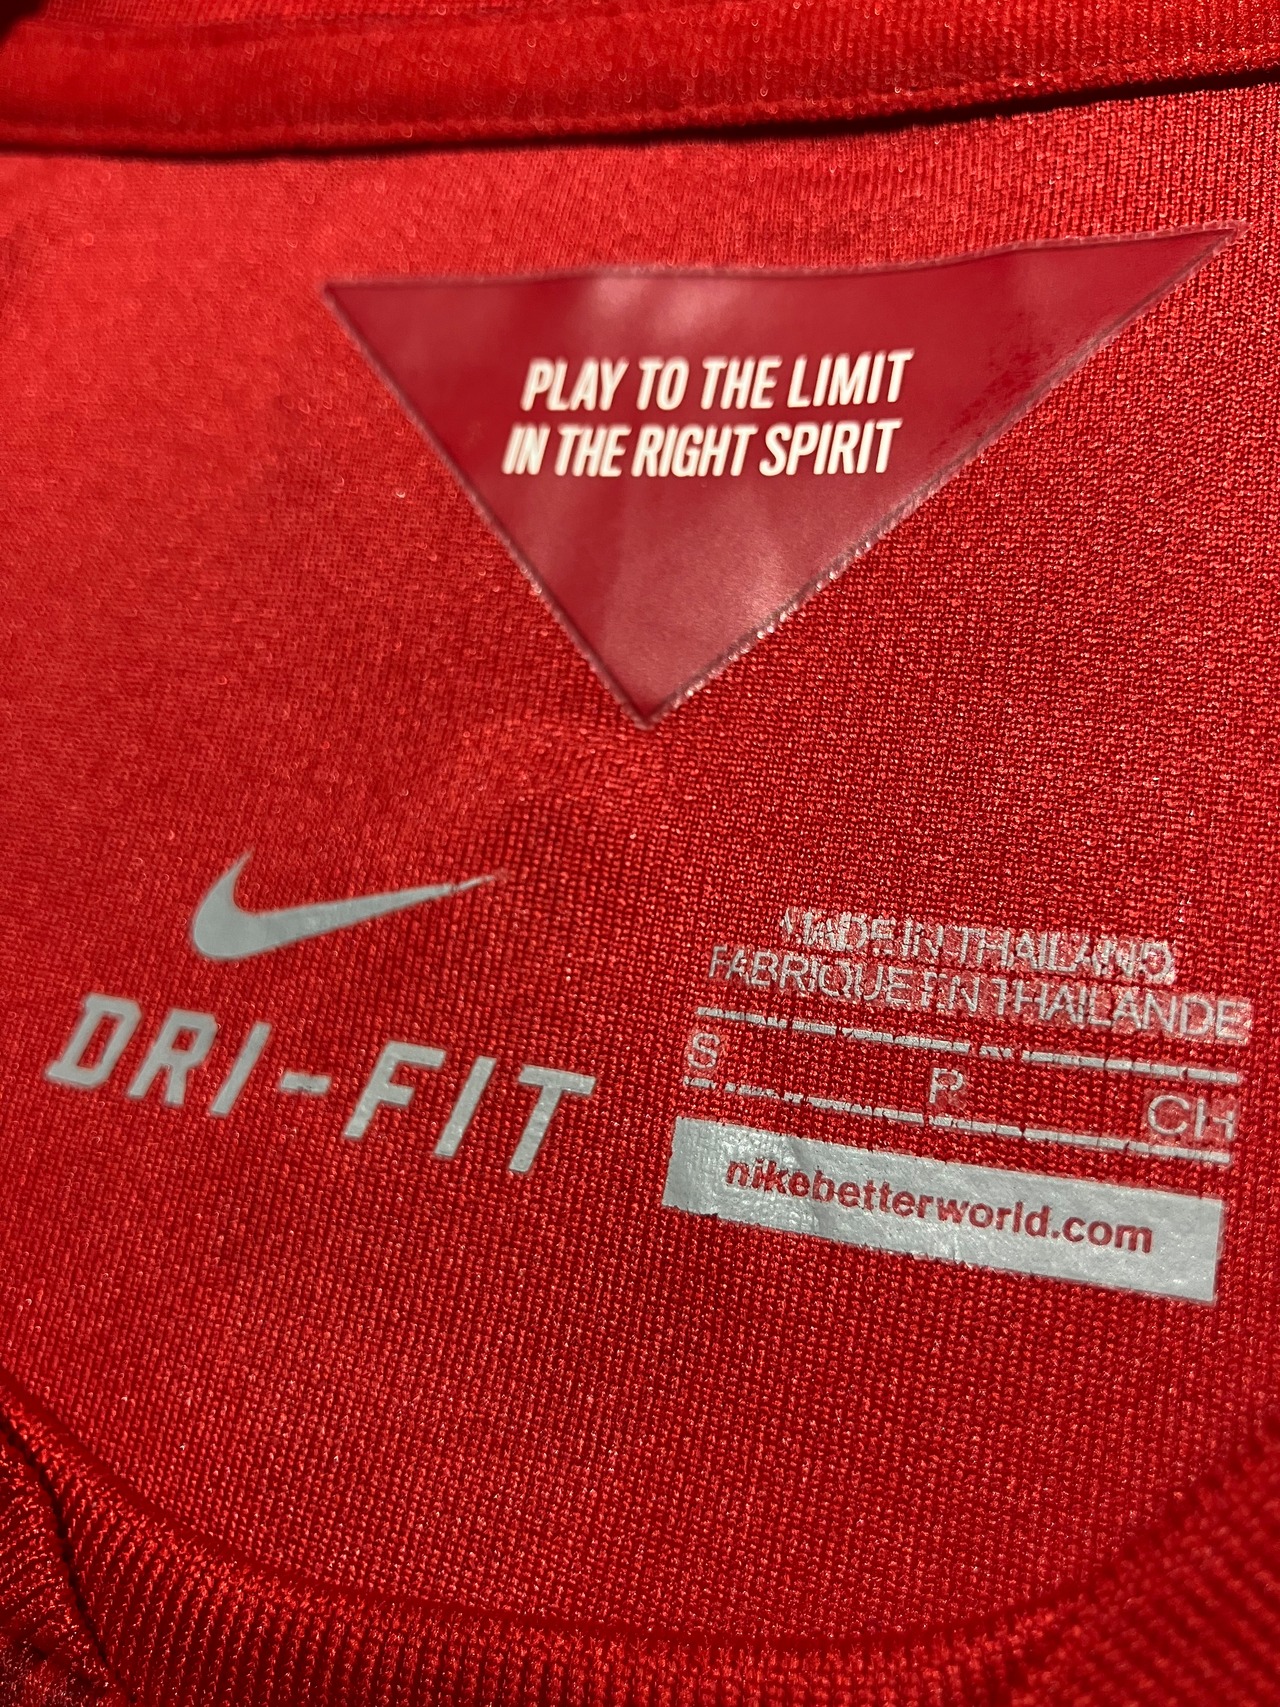 PLAY TO THE LIMIT
IN THE RIGHT SPIRIT
DRI-FIT
MADE IN THAILAND
FABRIQUE EN THAILANDE
S P CH
nikebetterworld.com